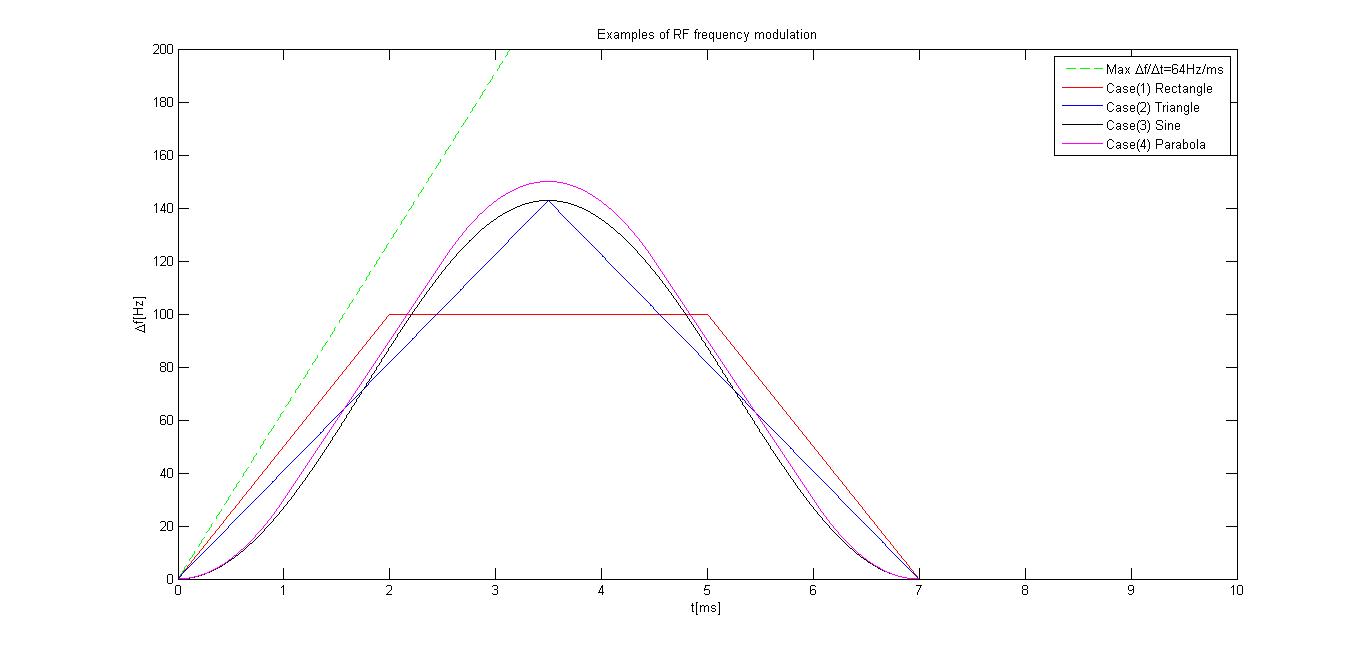 Examples of RF frequency modulation
200
180
160
140
120
100
80
60
40
20
0
Δf[Hz]
Max Δf/Δt=64Hz/ms
Case(1) Rectangle
Case(2) Triangle
Case(3) Sine
Case(4) Parabola
0 1 2 3 4 5 6 7 8 9 10
t[ms]